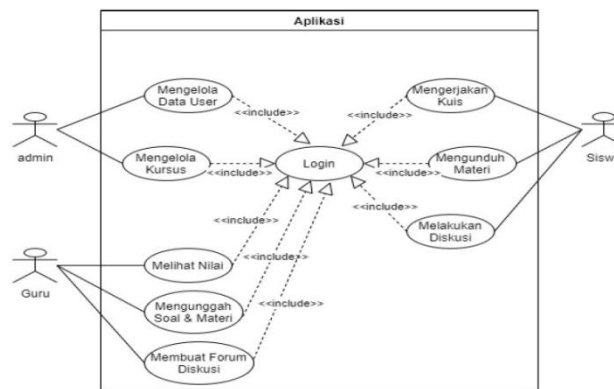 Aplikasi
Mengelola
Data User
<<include>>
Mengerjakan
Kuis
<<include>>
admin
Mengelola
Kursus
<<include>>
Login
<<include>>
Mengunduh
Materi
Sisw
<<include>>
Melakukan
Diskusi
<<include>>
Melihat Nilai
Guru
<<include>>
Mengunggah
Soal & Materi
<<include>>
Membuat Forum
Diskusi